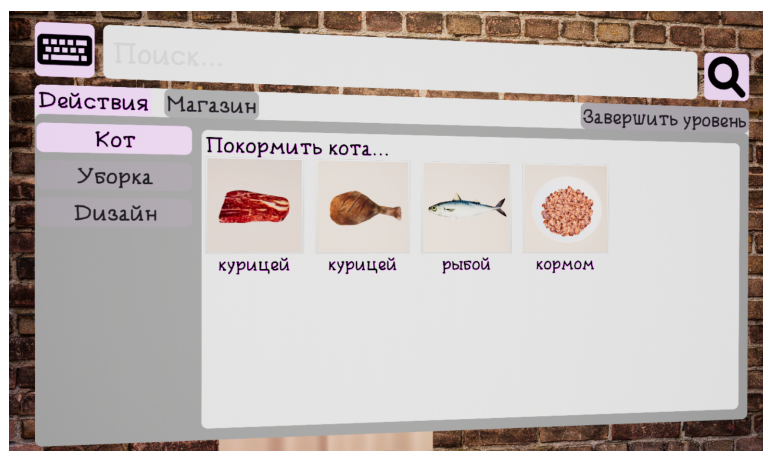 Поиск...
Действия
Магазин
Завершить уровень
Кот
Уборка
Дизайн
Покормить кота...
курицей
курицей
рыбой
кормом